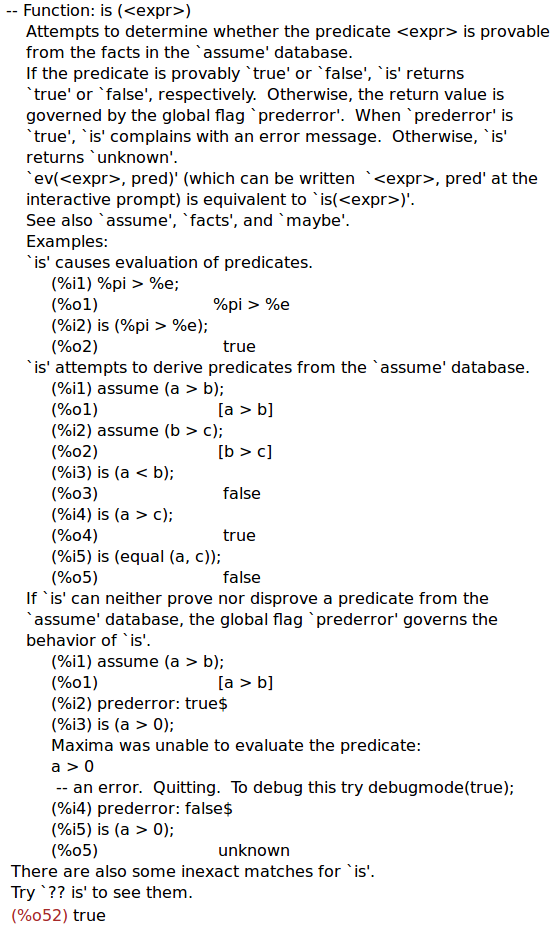 -- Function: is (<expr>)
Attempts to determine whether the predicate <expr> is provable
from the facts in the `assume' database.
If the predicate is provably `true' or `false', `is' returns
`true' or `false', respectively.  Otherwise, the return value is
governed by the global flag `prederror'.  When `prederror' is
`true', `is' complains with an error message.  Otherwise, `is'
returns `unknown'.
`ev(<expr>, pred)' (which can be written  `<expr>, pred' at the
interactive prompt) is equivalent to `is(<expr>)'.
See also `assume', `facts', and `maybe'.
Examples:
`is' causes evaluation of predicates.
(%i1) %pi > %e;
(%o1)                       %pi > %e
(%i2) is (%pi > %e);
(%o2)                         true
`is' attempts to derive predicates from the `assume' database.
(%i1) assume (a > b);
(%o1)                        [a > b]
(%i2) assume (b > c);
(%o2)                        [b > c]
(%i3) is (a < b);
(%o3)                         false
(%i4) is (a > c);
(%o4)                         true
(%i5) is (equal (a, c));
(%o5)                         false
If `is' can neither prove nor disprove a predicate from the
`assume' database, the global flag `prederror' governs the
behavior of `is'.
(%i1) assume (a > b);
(%o1)                        [a > b]
(%i2) prederror: true$
(%i3) is (a > 0);
Maxima was unable to evaluate the predicate:
a > 0
-- an error.  Quitting.  To debug this try debugmode(true);
(%i4) prederror: false$
(%i5) is (a > 0);
(%o5)                        unknown
There are also some inexact matches for `is'.
Try `?? is' to see them.
(%o52) true